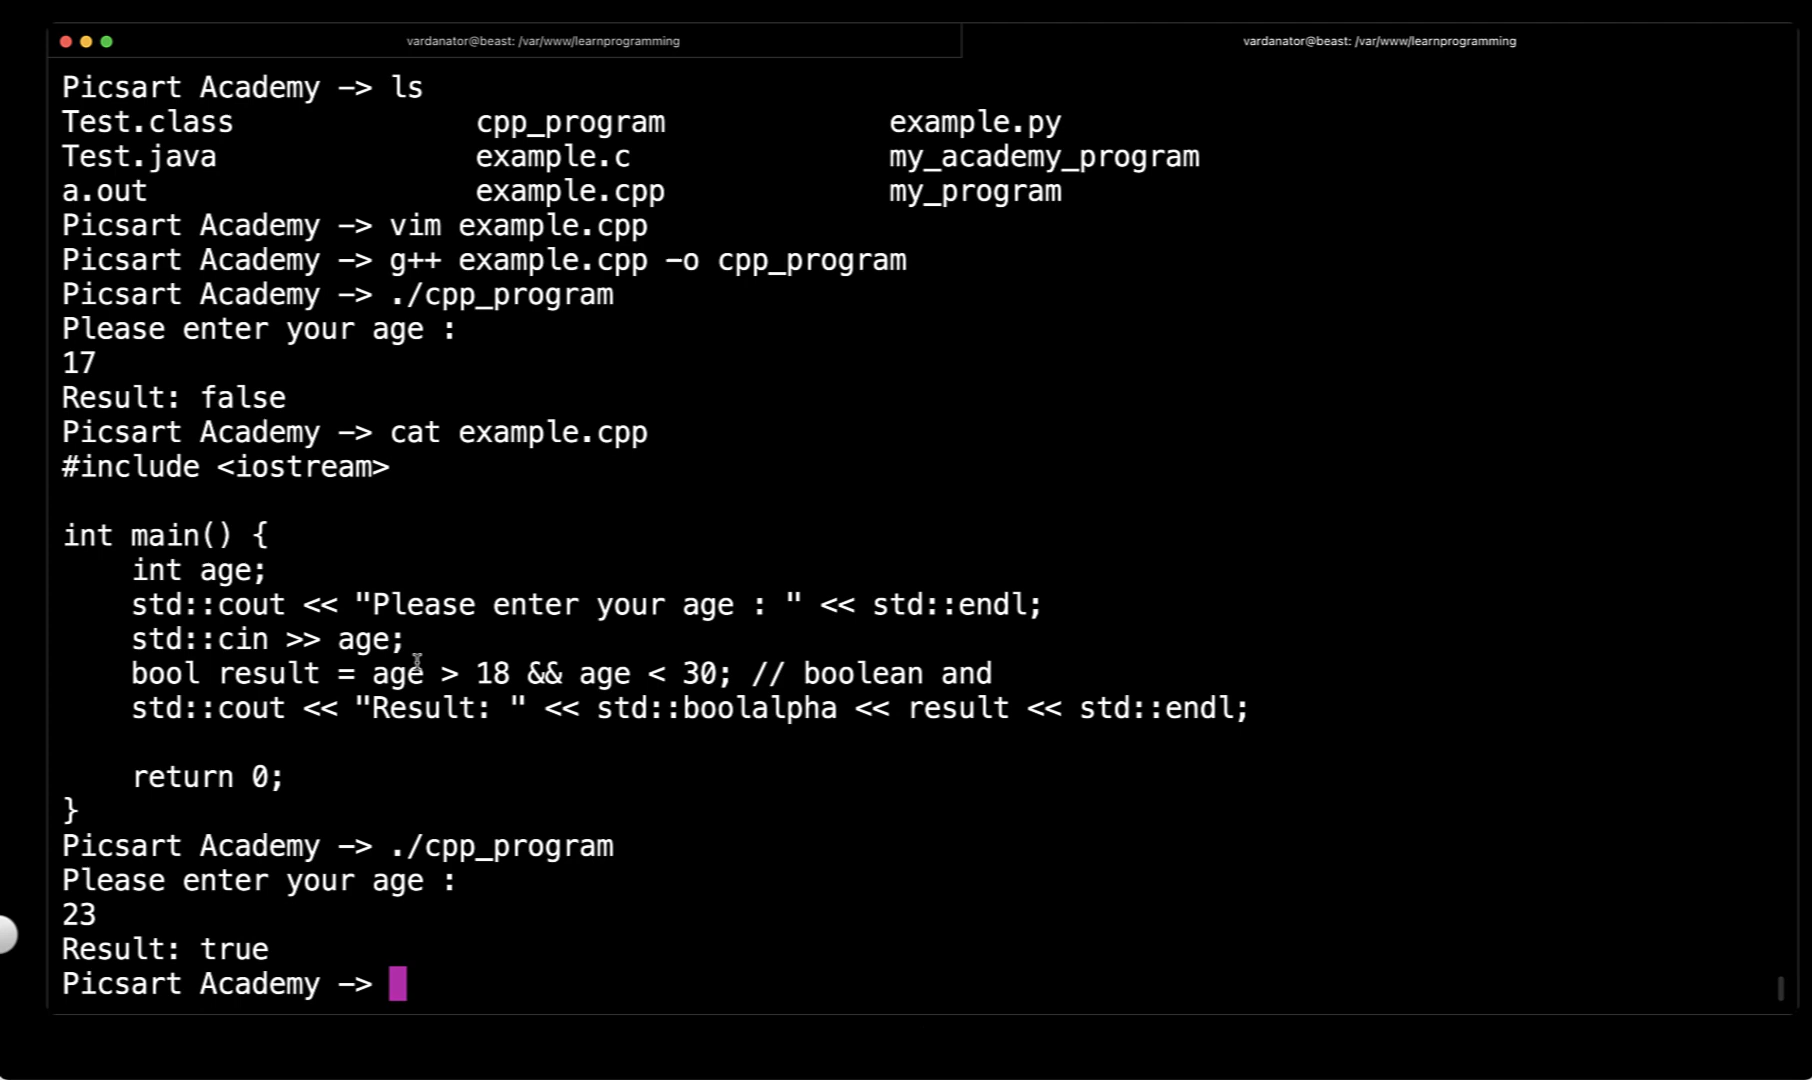 vardanator@beast: /var/www/learnprogramming vardanator@beast: /var/www/learnprogramming
Picsart Academy -> ls
Test.class cpp_program example.py
Test.java example.c my_academy_program
a.out example.cpp my_program
Picsart Academy -> vim example.cpp
Picsart Academy -> g++ example.cpp -o cpp_program
Picsart Academy -> ./cpp_program
Please enter your age :
17
Result: false
Picsart Academy -> cat example.cpp
#include <iostream>
int main() {
    int age;
    std::cout << "Please enter your age : " << std::endl;
    std::cin >> age;
    bool result = age > 18 && age < 30; // boolean and
    std::cout << "Result: " << std::boolalpha << result << std::endl;
    return 0;
}
Picsart Academy -> ./cpp_program
Please enter your age :
23
Result: true
Picsart Academy ->